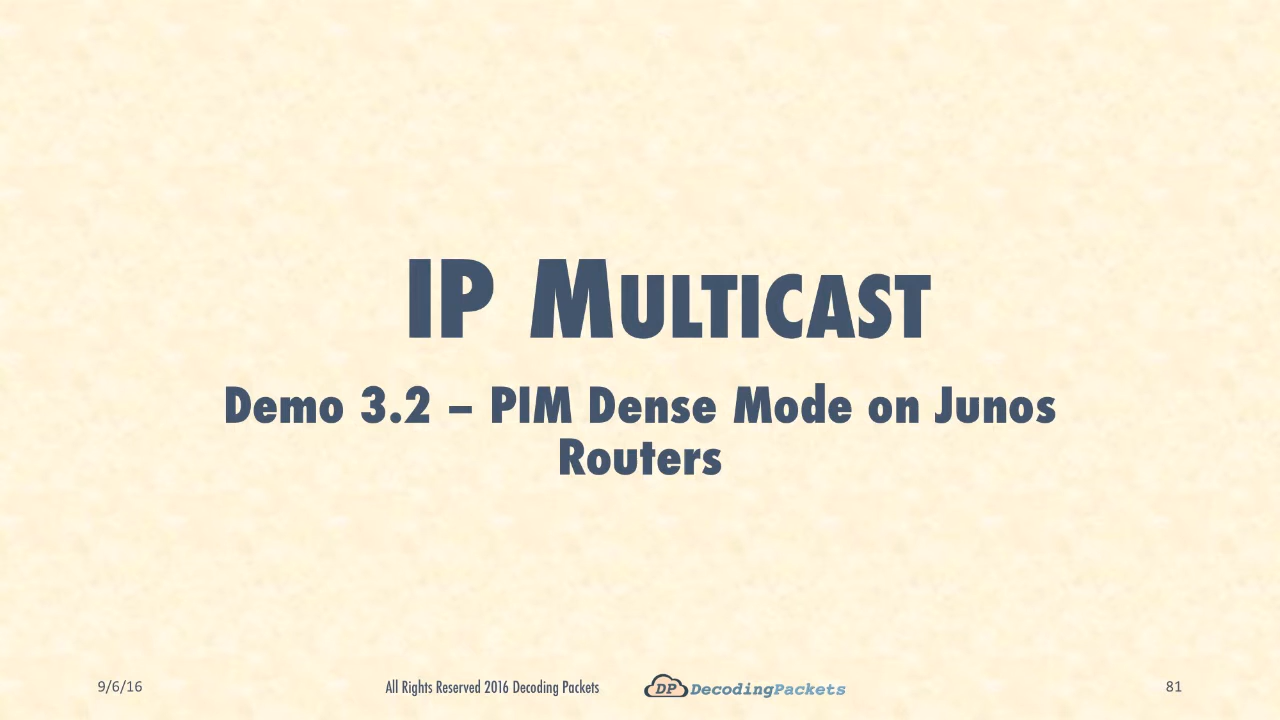 IP MULTICAST
Demo 3.2 – PIM Dense Mode on Junos
Routers
9/6/16
All Rights Reserved 2016 Decoding Packets
DP DecodingPackets
81